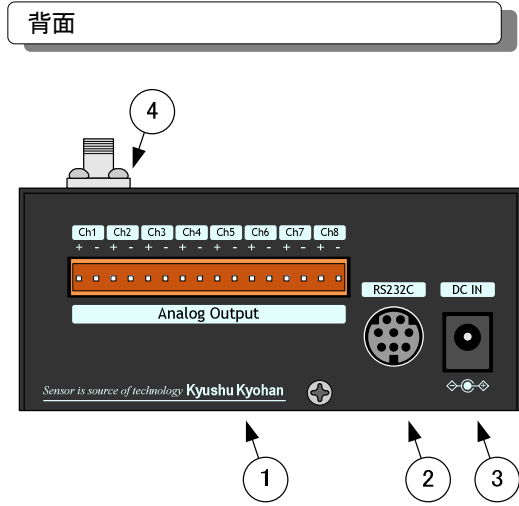 背面
4
Ch1 Ch2 Ch3 Ch4 Ch5 Ch6 Ch7 Ch8
+ - + - + - + - + - + - + - + -
RS232C DC IN
Analog Output
Sensor is source of technology Kyushu Kyohan
1 2 3